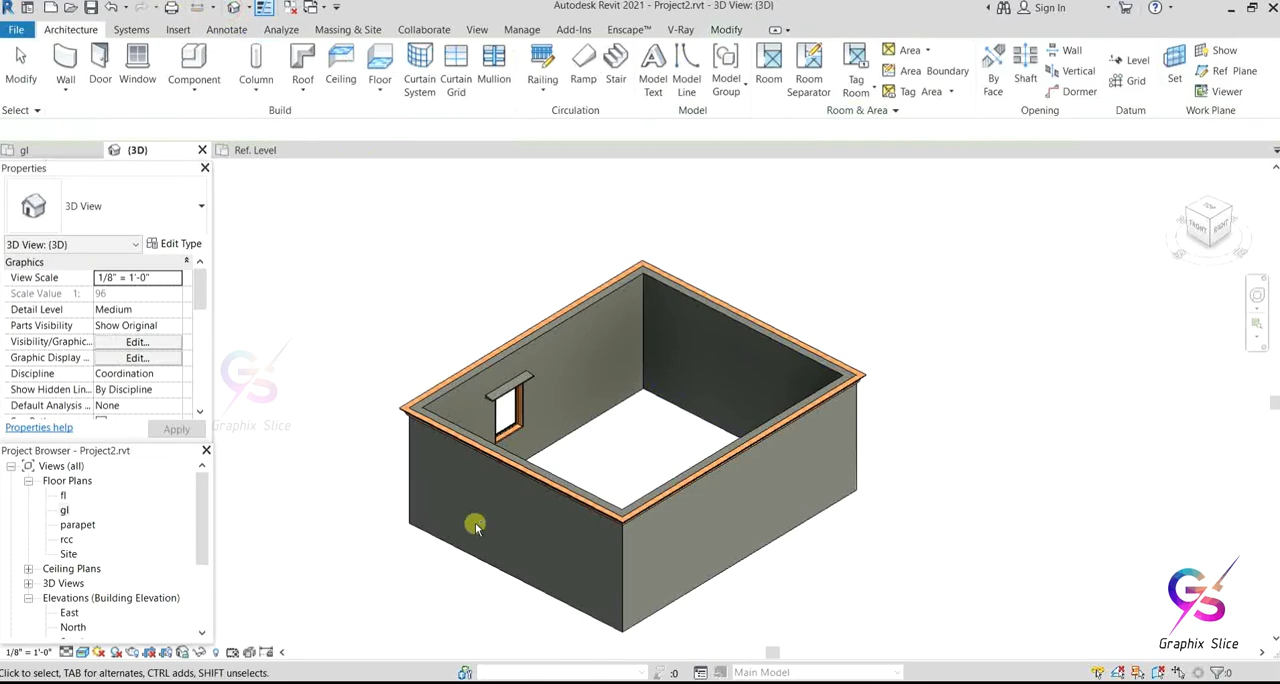 Autodesk Revit 2021 - Project2.rvt - 3D View: {3D}
Sign In
File Architecture Systems Insert Annotate Analyze Massing & Site Collaborate View Manage Add-Ins Enscape™ V-Ray Modify
Modify Wall Door Window Component Column Roof Ceiling Floor Curtain System Curtain Grid Mullion Railing Ramp Stair Model Text Model Line Model Group Room Room Separator Tag Room
Area
Area Boundary
Tag Area
By Face Shaft
Wall
Vertical
Dormer
Level
Grid
Set
Show
Ref Plane
Viewer
Select Build Circulation Model Room & Area Opening Datum Work Plane
gl {3D} Ref. Level
Properties
3D View
3D View: {3D} Edit Type
Graphics
View Scale 1/8" = 1'-0"
Scale Value 1: 96
Detail Level Medium
Parts Visibility Show Original
Visibility/Graphic... Edit...
Graphic Display ... Edit...
Discipline Coordination
Show Hidden Lin... By Discipline
Default Analysis ... None
Properties help Apply
Graphix Slice
Project Browser - Project2.rvt
Views (all)
Floor Plans
fl
gl
parapet
rcc
Site
Ceiling Plans
3D Views
Elevations (Building Elevation)
East
North
TOP
FRONT RIGHT
GS
Graphix Slice
1/8" = 1'-0"
Click to select, TAB for alternates, CTRL adds, SHIFT unselects. :0 Main Model :0